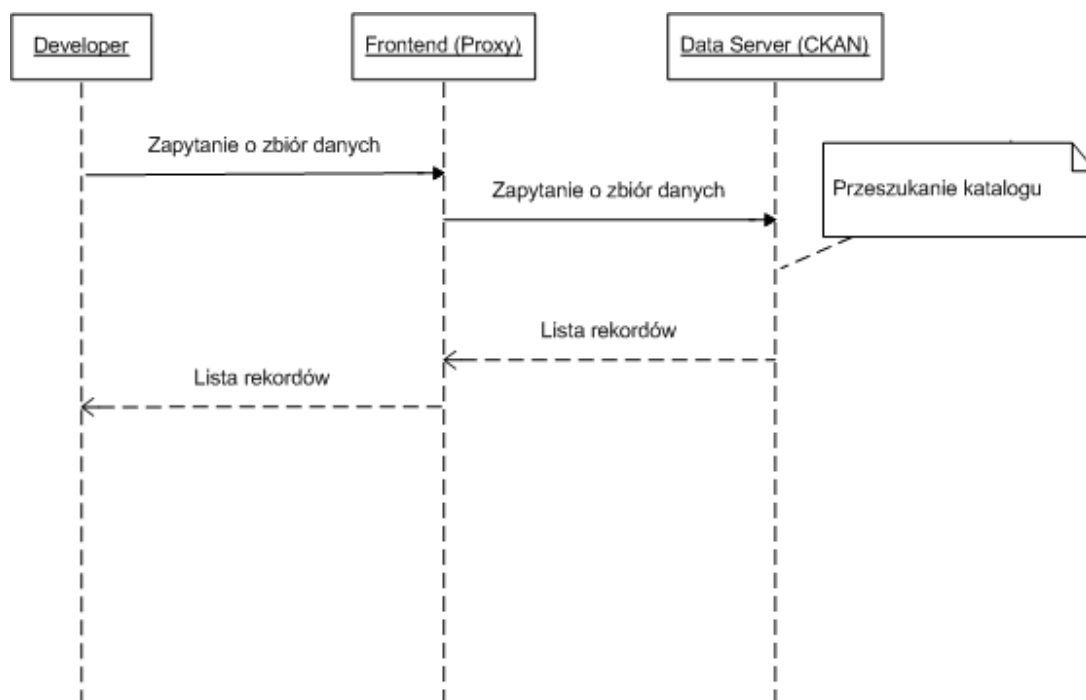 Developer
Frontend (Proxy)
Data Server (CKAN)
Zapytanie o zbiór danych
Zapytanie o zbiór danych
Przeszukanie katalogu
Lista rekordów
Lista rekordów